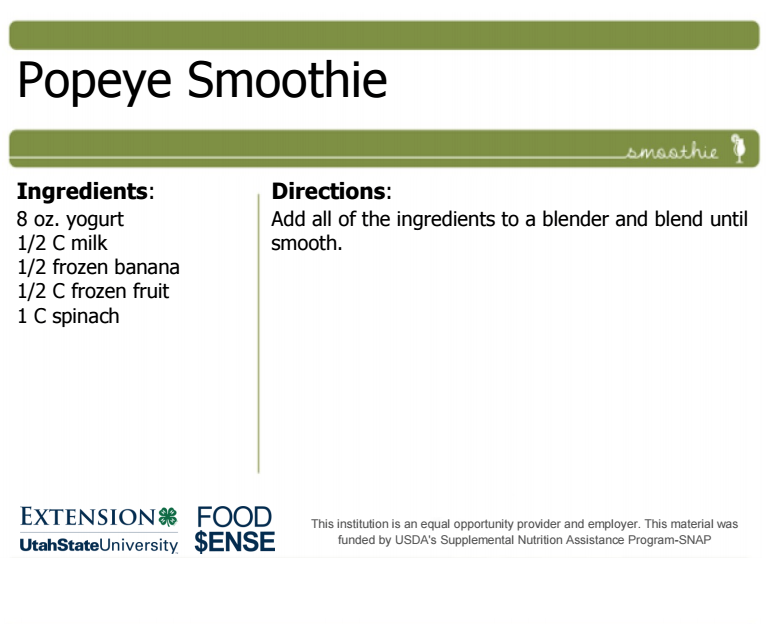 Popeye Smoothie
smoothie
Ingredients:
8 oz. yogurt
1/2 C milk
1/2 frozen banana
1/2 C frozen fruit
1 C spinach
Directions:
Add all of the ingredients to a blender and blend until
smooth.
EXTENSION
UtahStateUniversity
FOOD
$ENSE
This institution is an equal opportunity provider and employer. This material was
funded by USDA's Supplemental Nutrition Assistance Program-SNAP